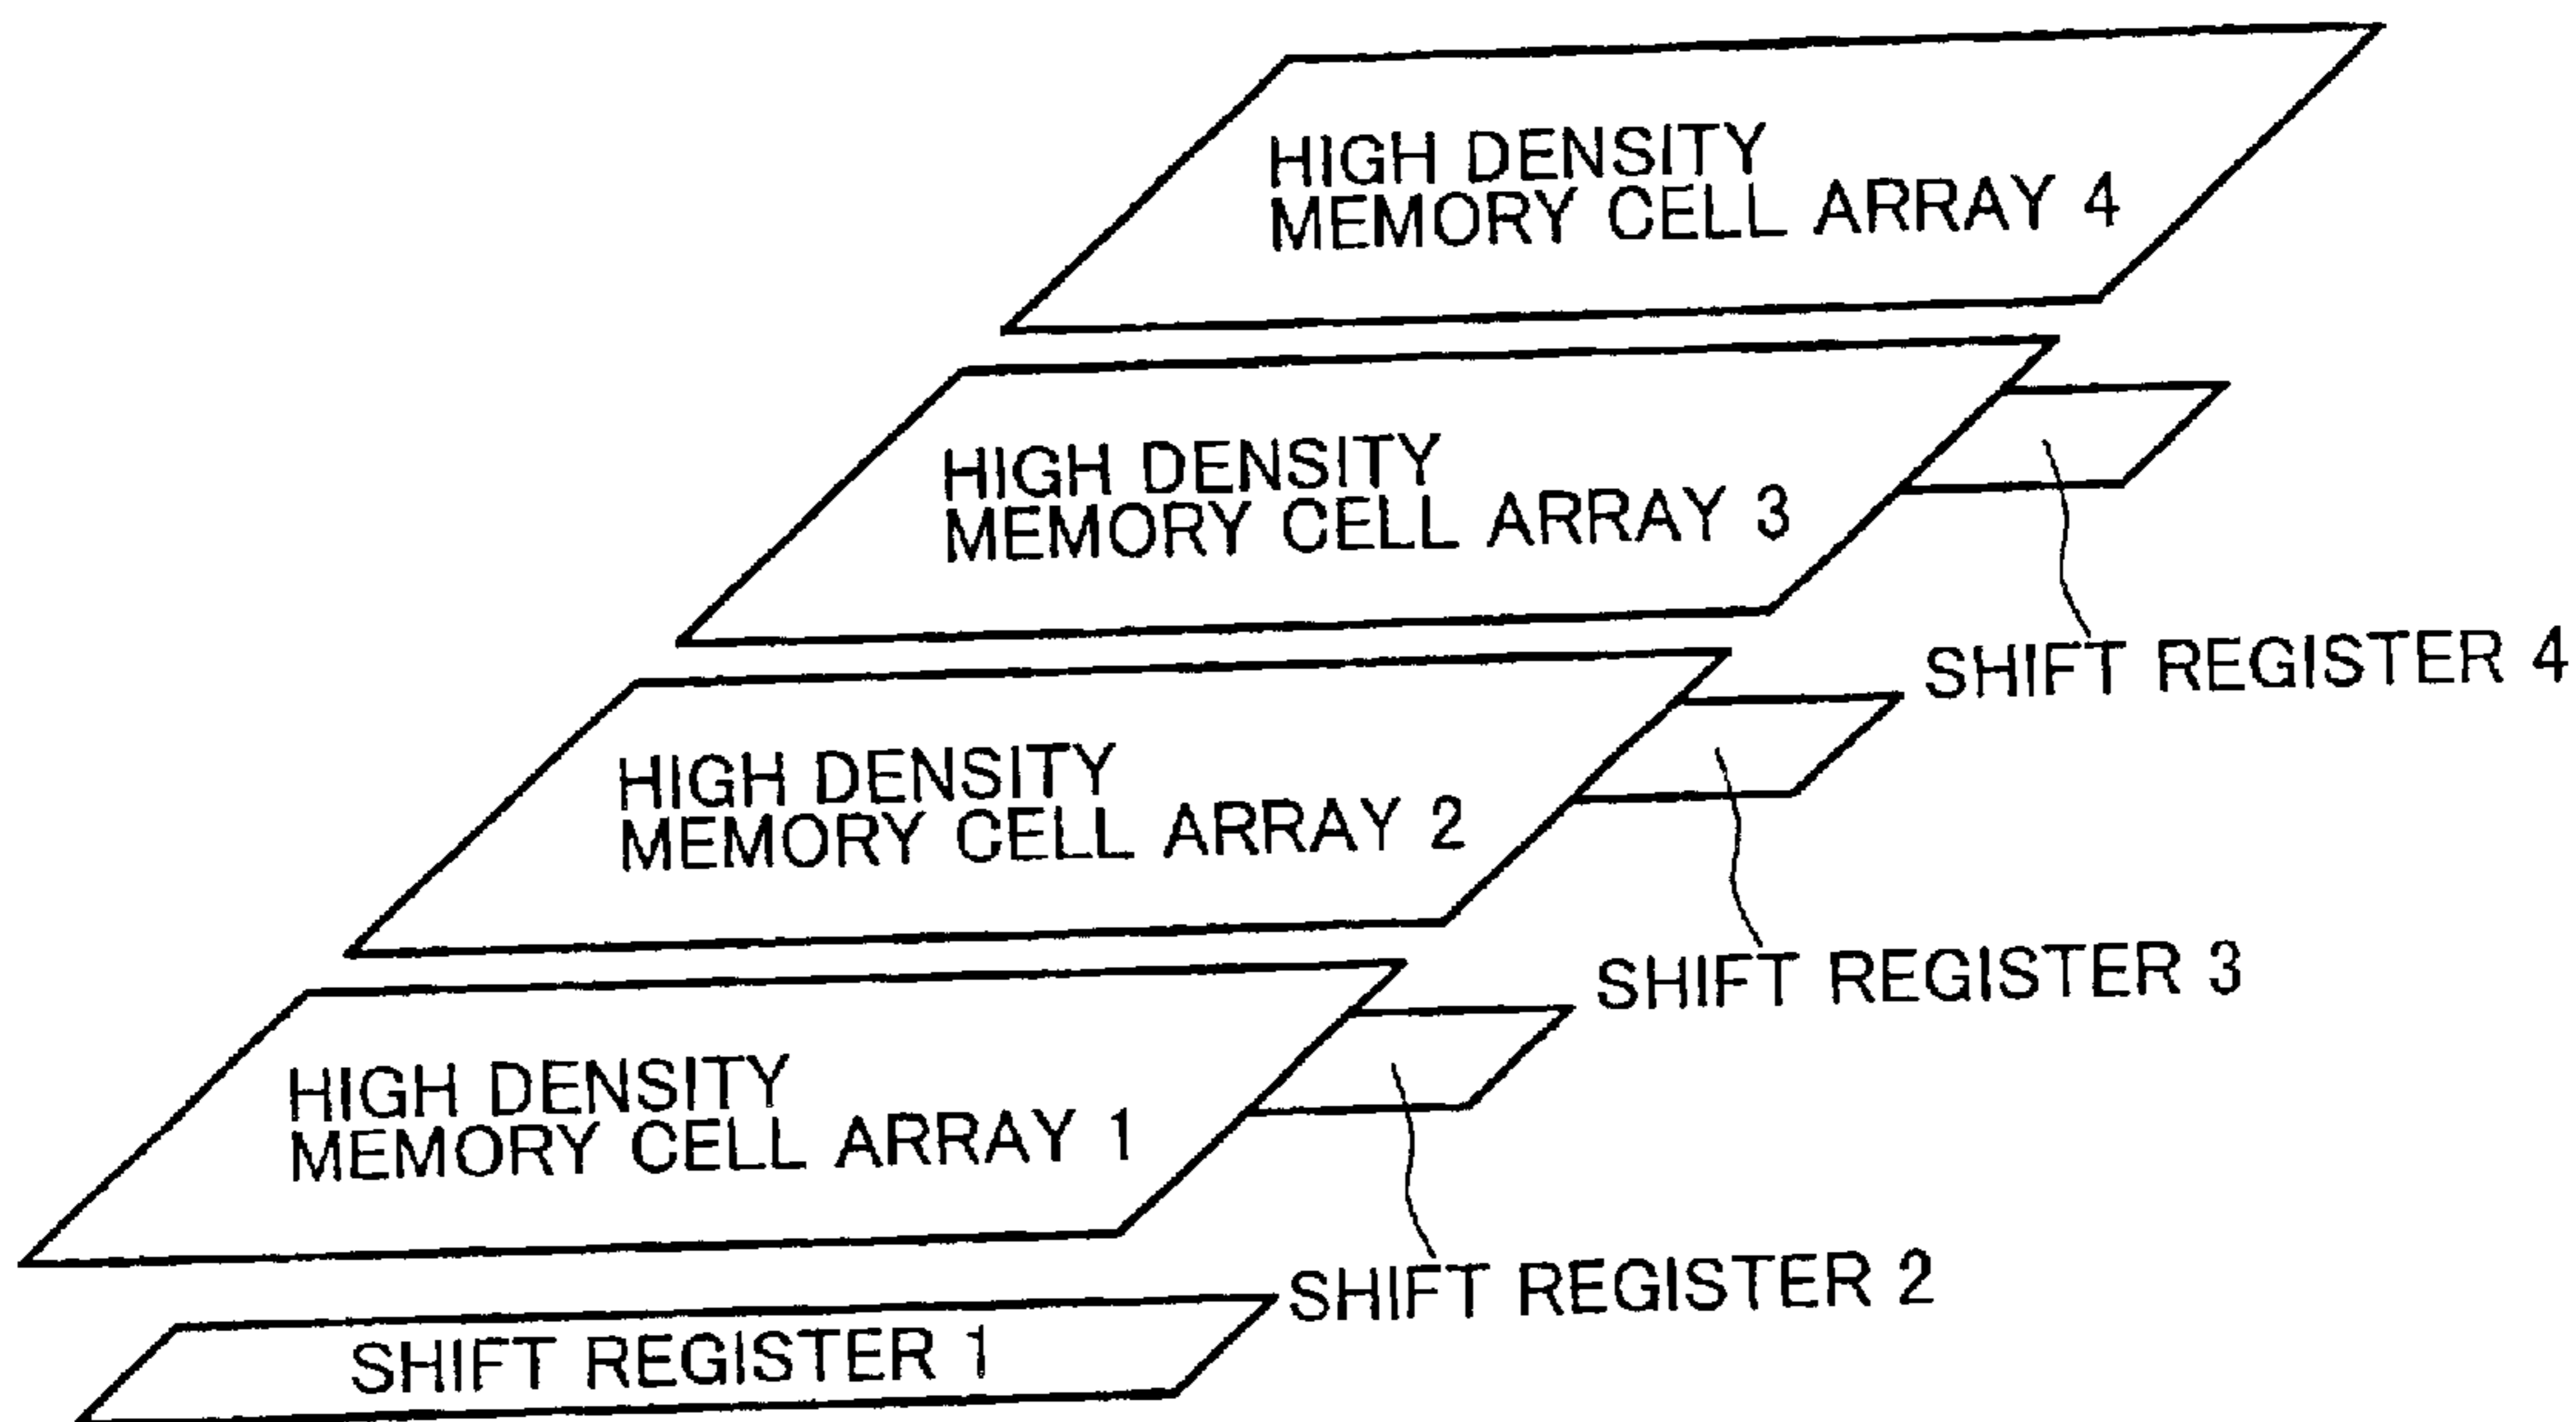 HIGH DENSITY
MEMORY CELL ARRAY 4
HIGH DENSITY
MEMORY CELL ARRAY 3
SHIFT REGISTER 4
HIGH DENSITY
MEMORY CELL ARRAY 2
SHIFT REGISTER 3
HIGH DENSITY
MEMORY CELL ARRAY 1
SHIFT REGISTER 2
SHIFT REGISTER 1